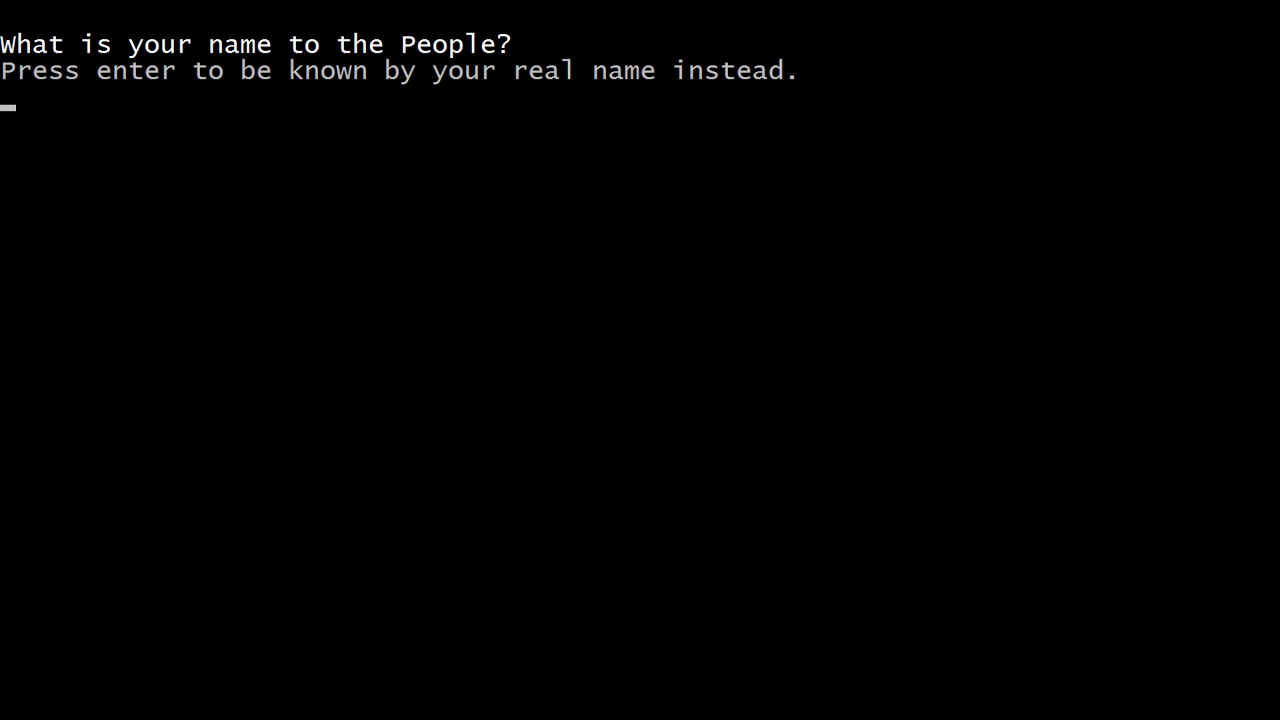 What is your name to the People?
Press enter to be known by your real name instead.